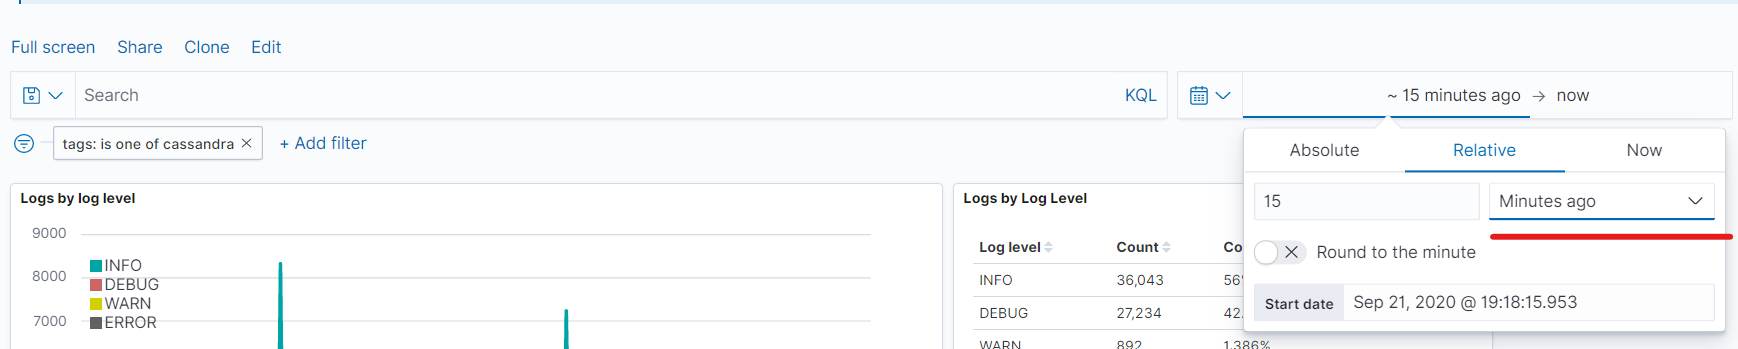 Full screen Share Clone Edit
Search KQL
~ 15 minutes ago → now
tags: is one of cassandra × + Add filter
Absolute Relative Now
15 Minutes ago
Round to the minute
Start date Sep 21, 2020 @ 19:18:15.953
Logs by log level
9000
8000
7000
INFO
DEBUG
WARN
ERROR
Logs by Log Level
Log level Count Co
INFO 36,043 56
DEBUG 27,234 42.
WARN 892 1.386%